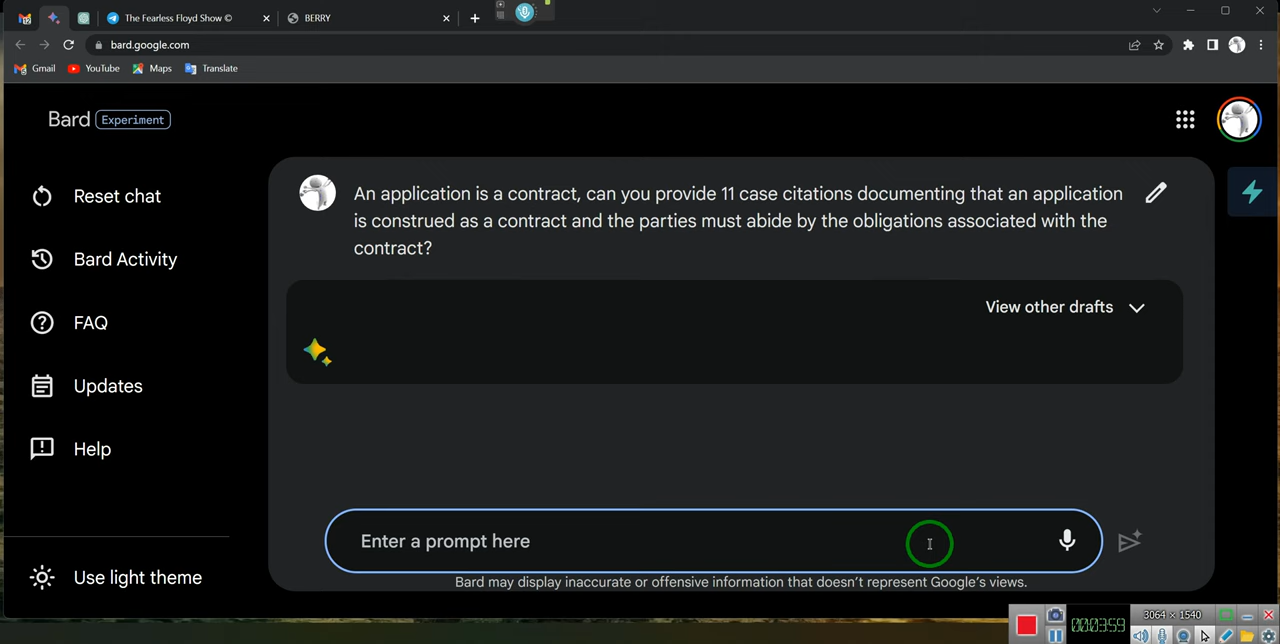 The Fearless Floyd Show ©
BERRY
bard.google.com
Gmail
YouTube
Maps
Translate
Bard
Experiment
Reset chat
Bard Activity
FAQ
Updates
Help
Use light theme
An application is a contract, can you provide 11 case citations documenting that an application
is construed as a contract and the parties must abide by the obligations associated with the
contract?
View other drafts
Enter a prompt here
Bard may display inaccurate or offensive information that doesn't represent Google's views.
000:03:59
3064 × 1540